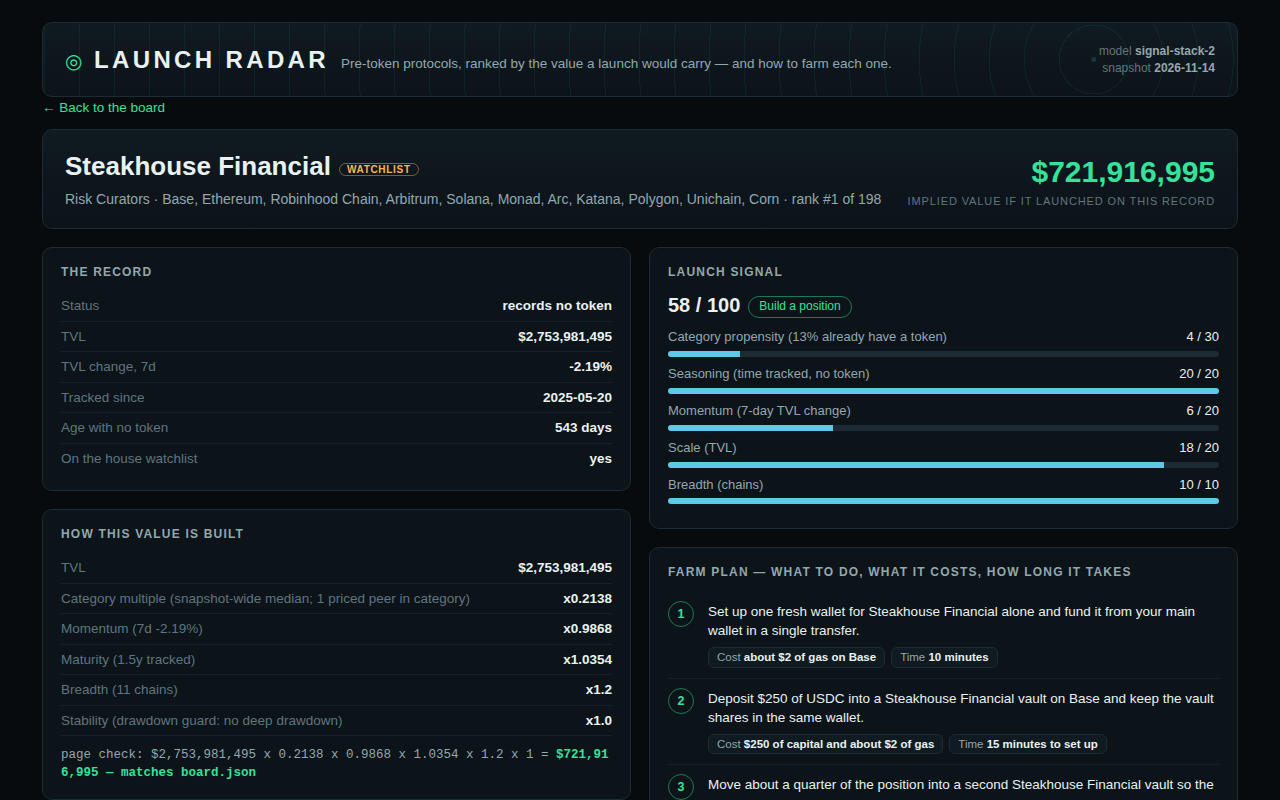 ◎ LAUNCH RADAR Pre-token protocols, ranked by the value a launch would carry — and how to farm each one.
model signal-stack-2
snapshot 2026-11-14
← Back to the board
Steakhouse Financial WATCHLIST
Risk Curators · Base, Ethereum, Robinhood Chain, Arbitrum, Solana, Monad, Arc, Katana, Polygon, Unichain, Corn · rank #1 of 198
$721,916,995
IMPLIED VALUE IF IT LAUNCHED ON THIS RECORD
THE RECORD
Status records no token
TVL $2,753,981,495
TVL change, 7d -2.19%
Tracked since 2025-05-20
Age with no token 543 days
On the house watchlist yes
HOW THIS VALUE IS BUILT
TVL $2,753,981,495
Category multiple (snapshot-wide median; 1 priced peer in category) x0.2138
Momentum (7d -2.19%) x0.9868
Maturity (1.5y tracked) x1.0354
Breadth (11 chains) x1.2
Stability (drawdown guard: no deep drawdown) x1.0
page check: $2,753,981,495 x 0.2138 x 0.9868 x 1.0354 x 1.2 x 1 = $721,91
6,995 — matches board.json
LAUNCH SIGNAL
58 / 100 Build a position
Category propensity (13% already have a token) 4 / 30
Seasoning (time tracked, no token) 20 / 20
Momentum (7-day TVL change) 6 / 20
Scale (TVL) 18 / 20
Breadth (chains) 10 / 10
FARM PLAN — WHAT TO DO, WHAT IT COSTS, HOW LONG IT TAKES
1 Set up one fresh wallet for Steakhouse Financial alone and fund it from your main
wallet in a single transfer.
Cost about $2 of gas on Base Time 10 minutes
2 Deposit $250 of USDC into a Steakhouse Financial vault on Base and keep the vault
shares in the same wallet.
Cost $250 of capital and about $2 of gas Time 15 minutes to set up
3 Move about a quarter of the position into a second Steakhouse Financial vault so the